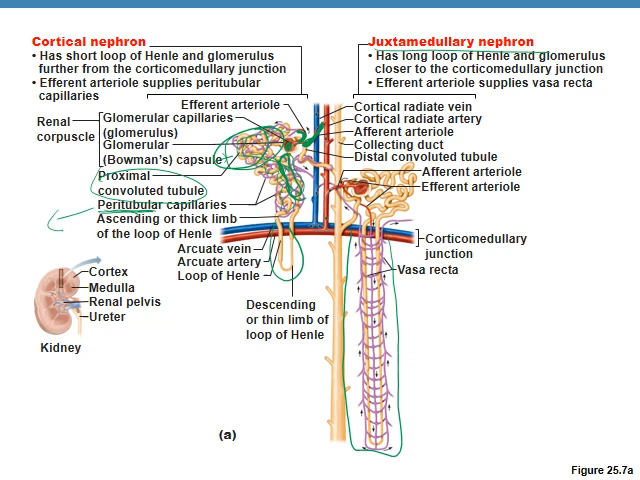 Cortical nephron
• Has short loop of Henle and glomerulus
further from the corticomedullary junction
• Efferent arteriole supplies peritubular
capillaries
Juxtamedullary nephron
• Has long loop of Henle and glomerulus
closer to the corticomedullary junction
• Efferent arteriole supplies vasa recta
Efferent arteriole
Renal
corpuscle
Glomerular capillaries
(glomerulus)
Glomerular
(Bowman's) capsule
Proximal
convoluted tubule
Peritubular capillaries
Ascending or thick limb
of the loop of Henle
Arcuate vein
Arcuate artery
Loop of Henle
Cortical radiate vein
Cortical radiate artery
Afferent arteriole
Collecting duct
Distal convoluted tubule
Afferent arteriole
Efferent arteriole
Corticomedullary
junction
Vasa recta
Cortex
Medulla
Renal pelvis
Ureter
Kidney
Descending
or thin limb of
loop of Henle
(a)
Figure 25.7a